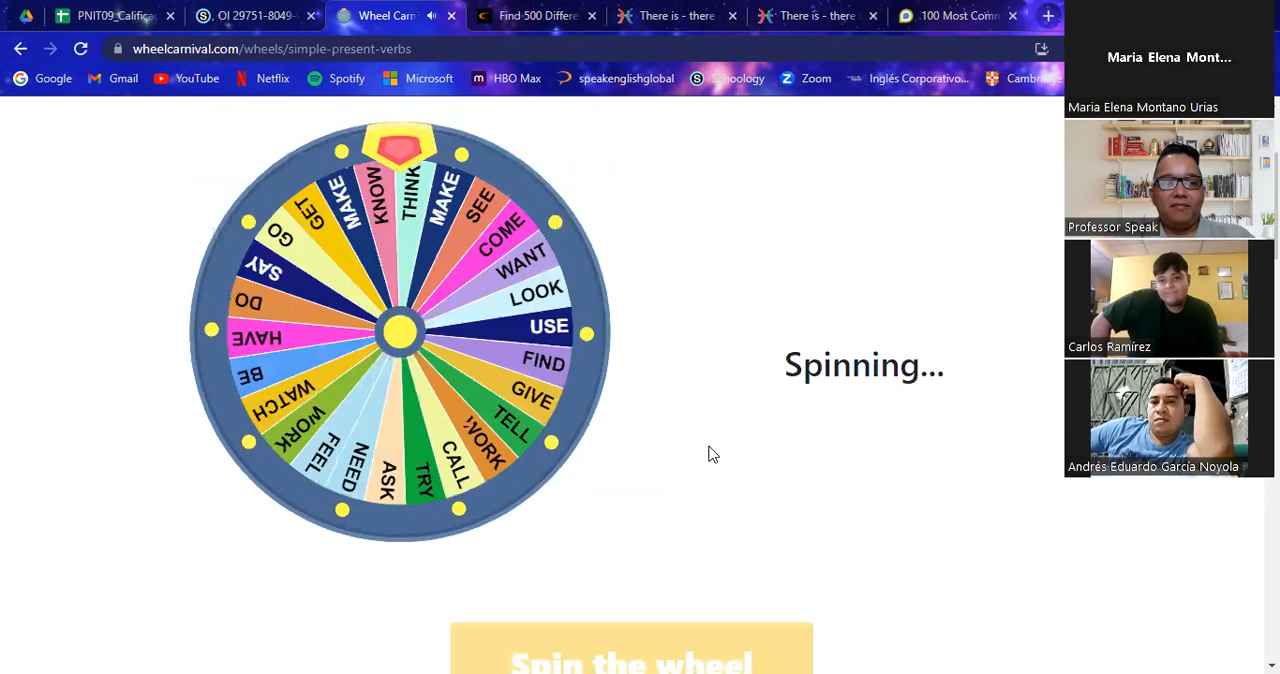 PNIT09_Califica
OI 29751-8049-
Wheel Carn
Find 500 Differe
There is - there
There is - there
100 Most Comm
wheelcarnival.com/wheels/simple-present-verbs
Google
Gmail
YouTube
Netflix
Spotify
Microsoft
HBO Max
speakenglishglobal
Schoology
Zoom
Inglés Corporativo...
Cambridge
Maria Elena Mont...
Maria Elena Montano Urias
Professor Speak
Carlos Ramírez
Andrés Eduardo García Noyola
THINK
MAKE
SEE
COME
WANT
LOOK
USE
FIND
GIVE
TELL
WORK
CALL
TRY
ASK
NEED
FEEL
WORK
WATCH
BE
HAVE
DO
SAY
GO
GET
MAKE
KNOW
Spinning...
Spin the wheel